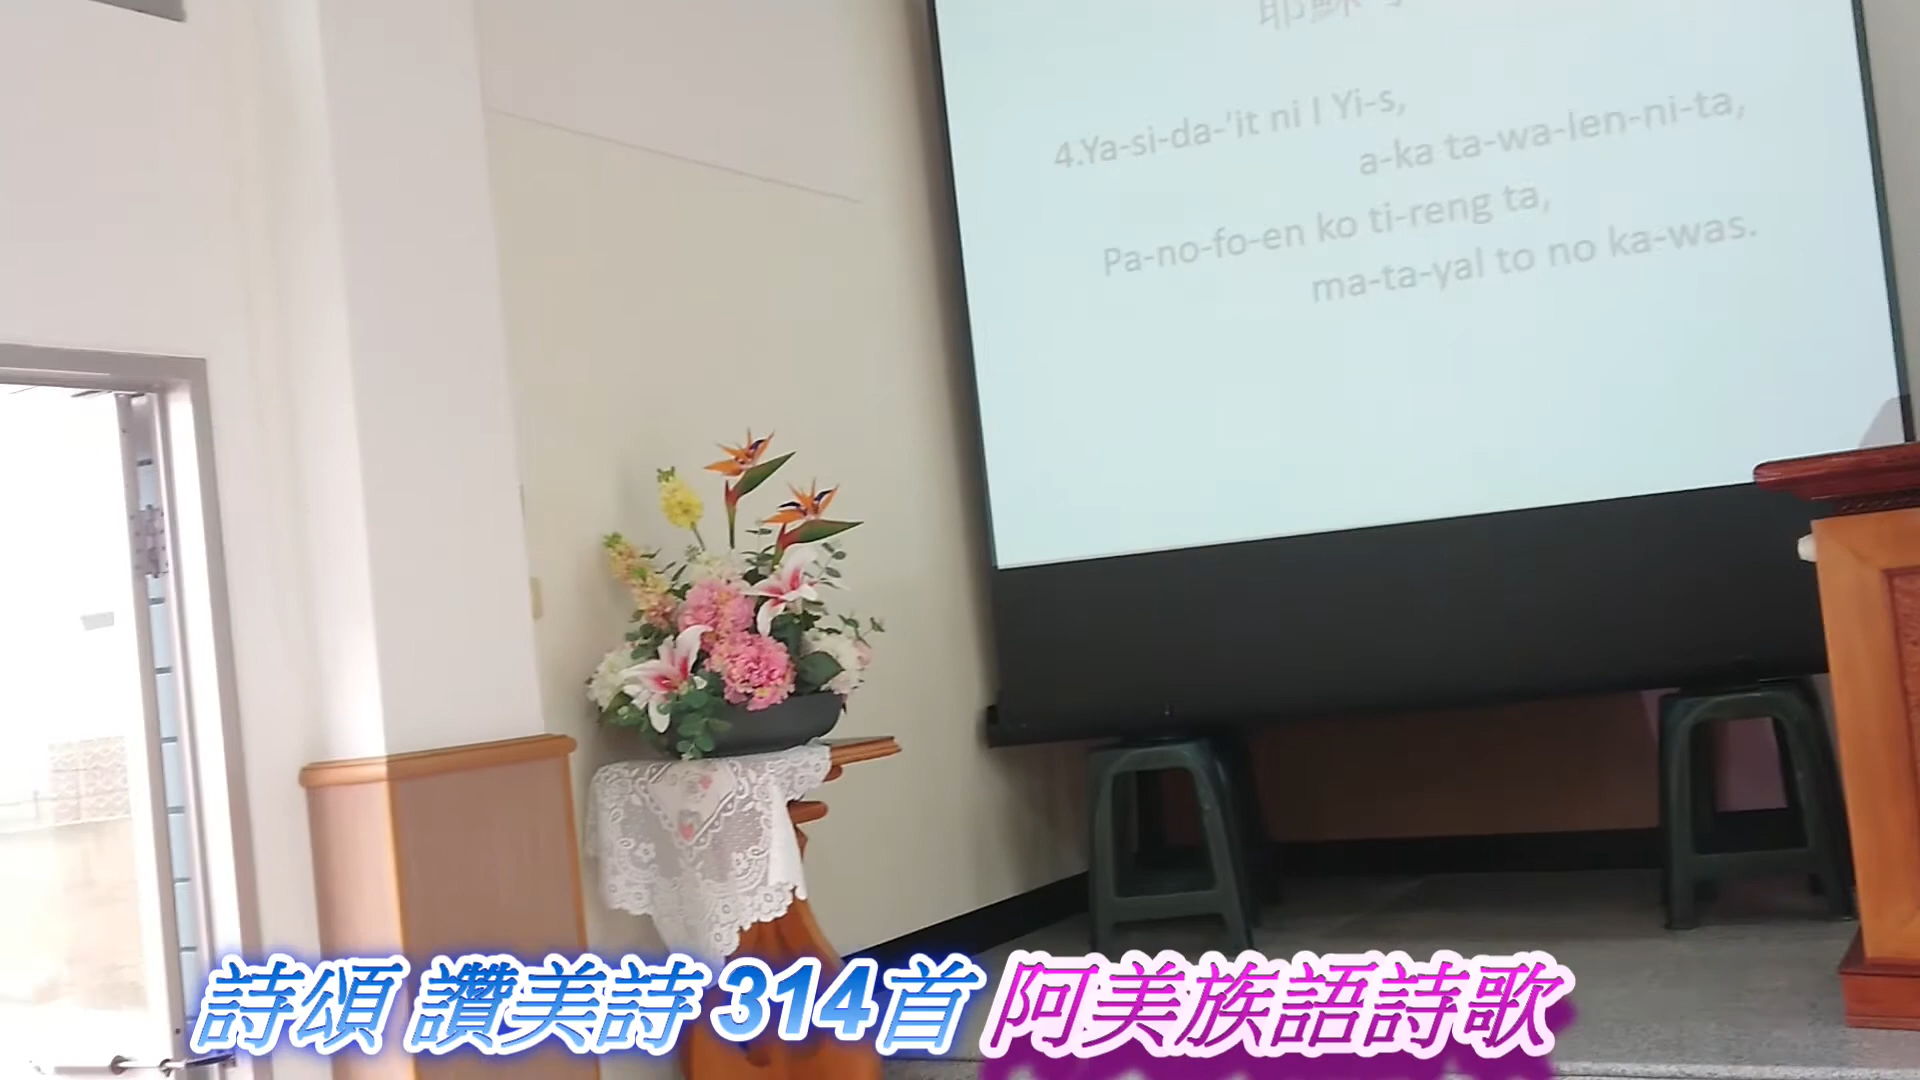 耶穌
4.Ya-si-da-'it ni I Yi-s,
a-ka ta-wa-len-ni-ta,
Pa-no-fo-en ko ti-reng ta,
ma-ta-yal to no ka-was.
詩頌 讚美詩 314首 阿美族語詩歌